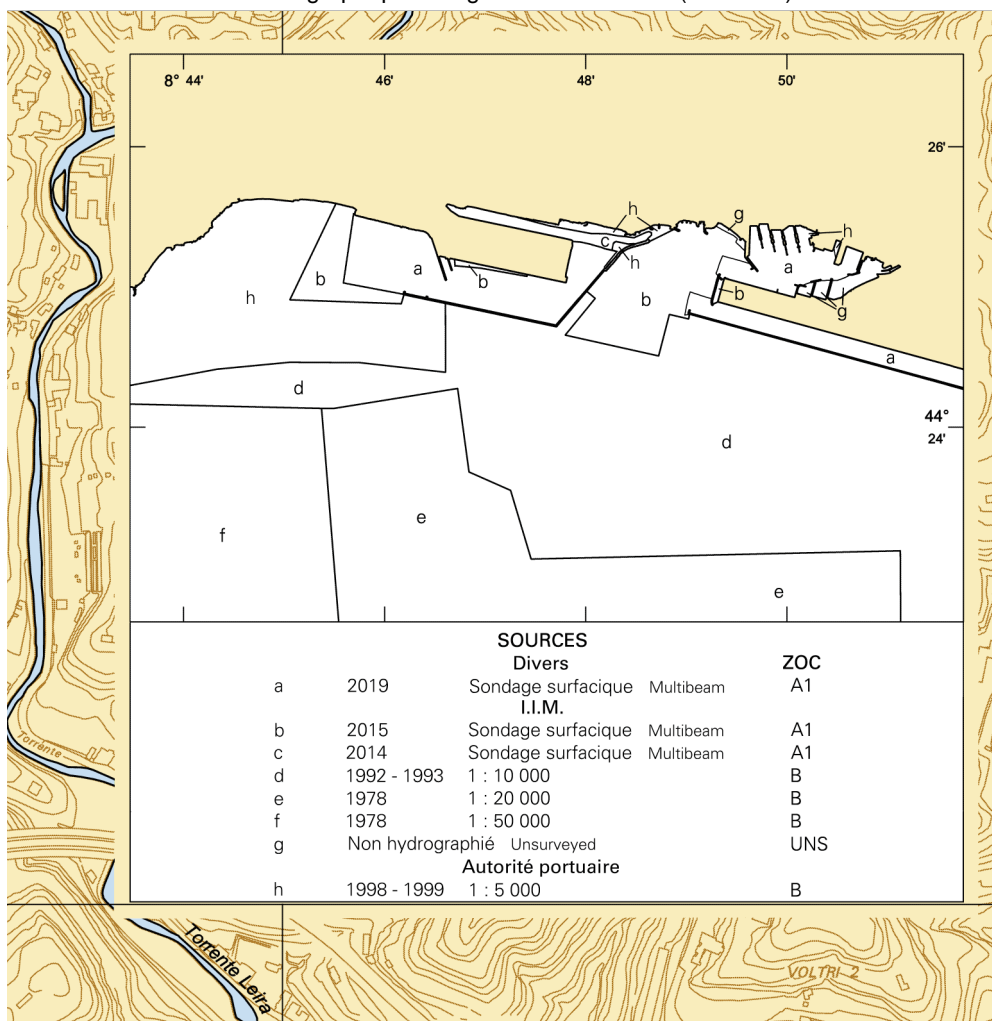 8° 44' 46' 48' 50'
26'
h
g
h
c
h
a
b
b
a
h
b
b
g
a
d
44°
24'
d
e
f
e
SOURCES
Divers ZOC
a 2019 Sondage surfacique Multibeam A1
I.I.M.
b 2015 Sondage surfacique Multibeam A1
c 2014 Sondage surfacique Multibeam A1
d 1992 - 1993 1 : 10 000 B
e 1978 1 : 20 000 B
f 1978 1 : 50 000 B
g Non hydrographié Unsurveyed UNS
Autorité portuaire
h 1998 - 1999 1 : 5 000 B
Torrente
Torrente Leira
VOLTRI 2